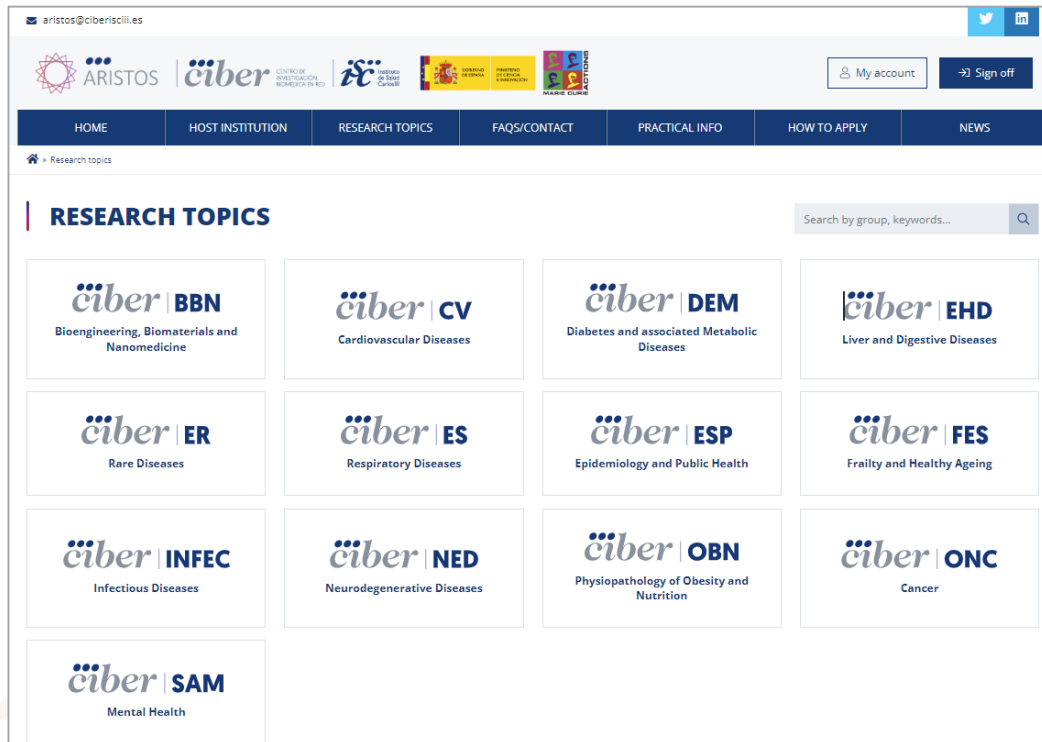 aristos@ciberisciii.es
ARISTOS
ciber
CENTRO DE
INVESTIGACIÓN
BIOMÉDICA EN RED
isc
Instituto
de Salud
Carlos III
GOBIERNO
DE ESPAÑA
MINISTERIO
DE CIENCIA
E INNOVACIÓN
MARIE CURIE
ACTIONS
My account
Sign off
HOME
HOST INSTITUTION
RESEARCH TOPICS
FAQS/CONTACT
PRACTICAL INFO
HOW TO APPLY
NEWS
» Research topics
RESEARCH TOPICS
Search by group, keywords...
ciber | BBN
Bioengineering, Biomaterials and
Nanomedicine
ciber | CV
Cardiovascular Diseases
ciber | DEM
Diabetes and associated Metabolic
Diseases
ciber | EHD
Liver and Digestive Diseases
ciber | ER
Rare Diseases
ciber | ES
Respiratory Diseases
ciber | ESP
Epidemiology and Public Health
ciber | FES
Frailty and Healthy Ageing
ciber | INFEC
Infectious Diseases
ciber | NED
Neurodegenerative Diseases
ciber | OBN
Physiopathology of Obesity and
Nutrition
ciber | ONC
Cancer
ciber | SAM
Mental Health